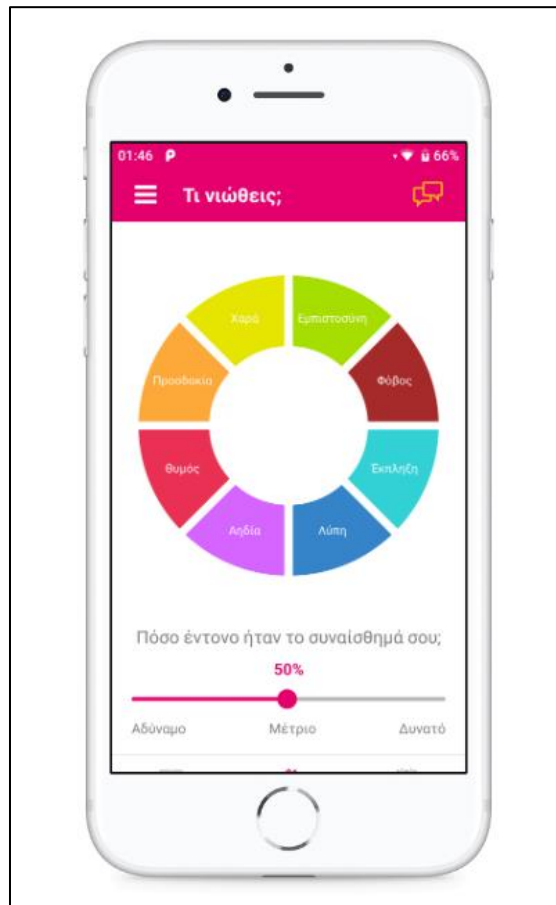 01:46 P 66%
Τι νιώθεις;
Χαρά Εμπιστοσύνη
Προσδοκία Φόβος
Θυμός Έκπληξη
Αηδία Λύπη
Πόσο έντονο ήταν το συναίσθημά σου;
50%
Αδύναμο Μέτριο Δυνατό